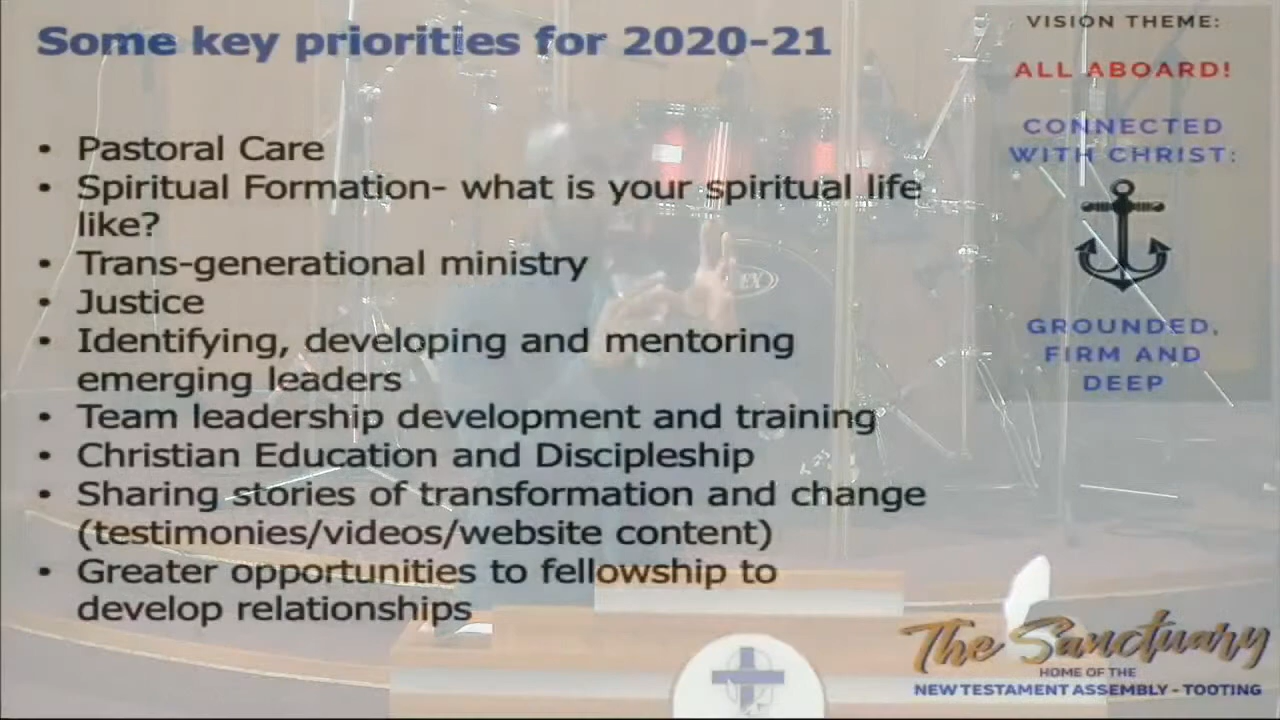 Some key priorities for 2020-21
• Pastoral Care
• Spiritual Formation- what is your spiritual life
like?
• Trans-generational ministry
• Justice
• Identifying, developing and mentoring
emerging leaders
• Team leadership development and training
• Christian Education and Discipleship
• Sharing stories of transformation and change
(testimonies/videos/website content)
• Greater opportunities to fellowship to
develop relationships
VISION THEME:
ALL ABOARD!
CONNECTED
WITH CHRIST:
GROUNDED,
FIRM AND
DEEP
The Sanctuary
HOME OF THE
NEW TESTAMENT ASSEMBLY - TOOTING